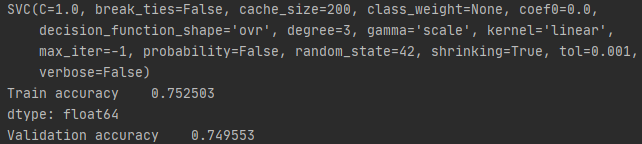 SVC(C=1.0, break_ties=False, cache_size=200, class_weight=None, coef0=0.0,
    decision_function_shape='ovr', degree=3, gamma='scale', kernel='linear',
    max_iter=-1, probability=False, random_state=42, shrinking=True, tol=0.001,
    verbose=False)
Train accuracy    0.752503
dtype: float64
Validation accuracy    0.749553